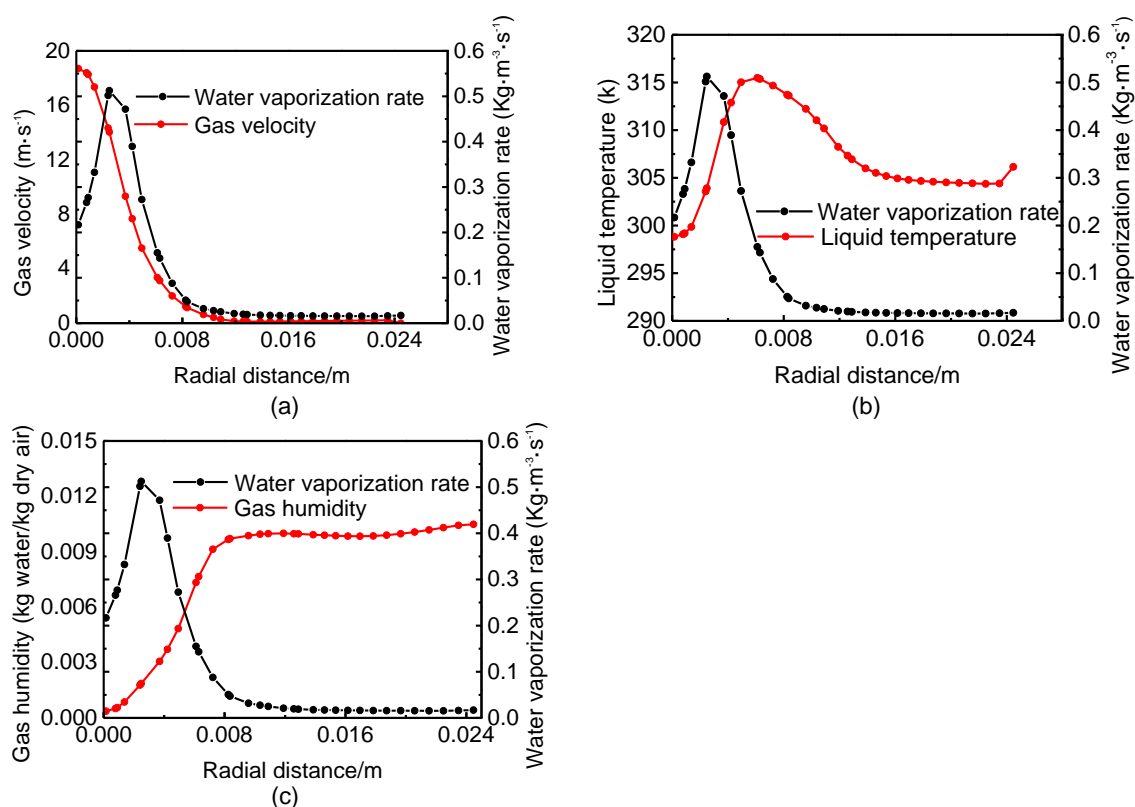 20
16
12
8
4
0
0.6
0.5
0.4
0.3
0.2
0.1
0.0
0.000
0.008
0.016
0.024
Gas velocity (m·s⁻¹)
Water vaporization rate (Kg·m⁻³·s⁻¹)
Water vaporization rate
Gas velocity
Radial distance/m
(a)
320
315
310
305
300
295
290
0.6
0.5
0.4
0.3
0.2
0.1
0.0
0.000
0.008
0.016
0.024
Liquid temperature (k)
Water vaporization rate (Kg·m⁻³·s⁻¹)
Water vaporization rate
Liquid temperature
Radial distance/m
(b)
0.015
0.012
0.009
0.006
0.003
0.000
0.6
0.5
0.4
0.3
0.2
0.1
0.0
0.000
0.008
0.016
0.024
Gas humidity (kg water/kg dry air)
Water vaporization rate (Kg·m⁻³·s⁻¹)
Water vaporization rate
Gas humidity
Radial distance/m
(c)